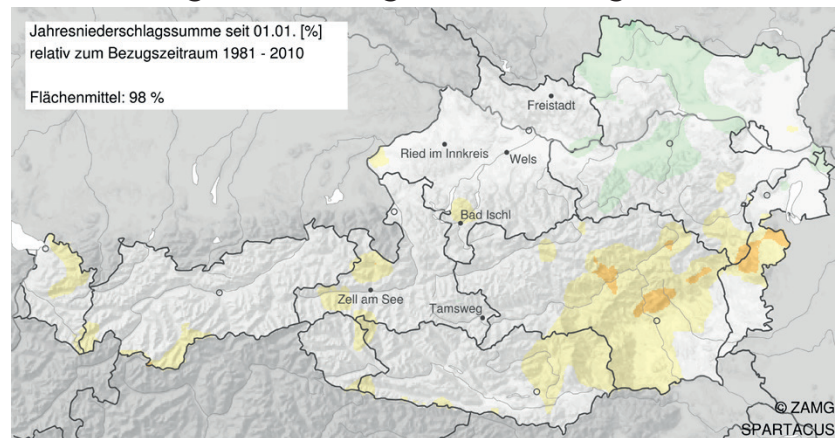 Jahresniederschlagssumme seit 01.01. [%]
relativ zum Bezugszeitraum 1981 - 2010
Flächenmittel: 98 %
Freistadt
Ried im Innkreis
Wels
Bad Ischl
Zell am See
Tamsweg
© ZAMG
SPARTACUS